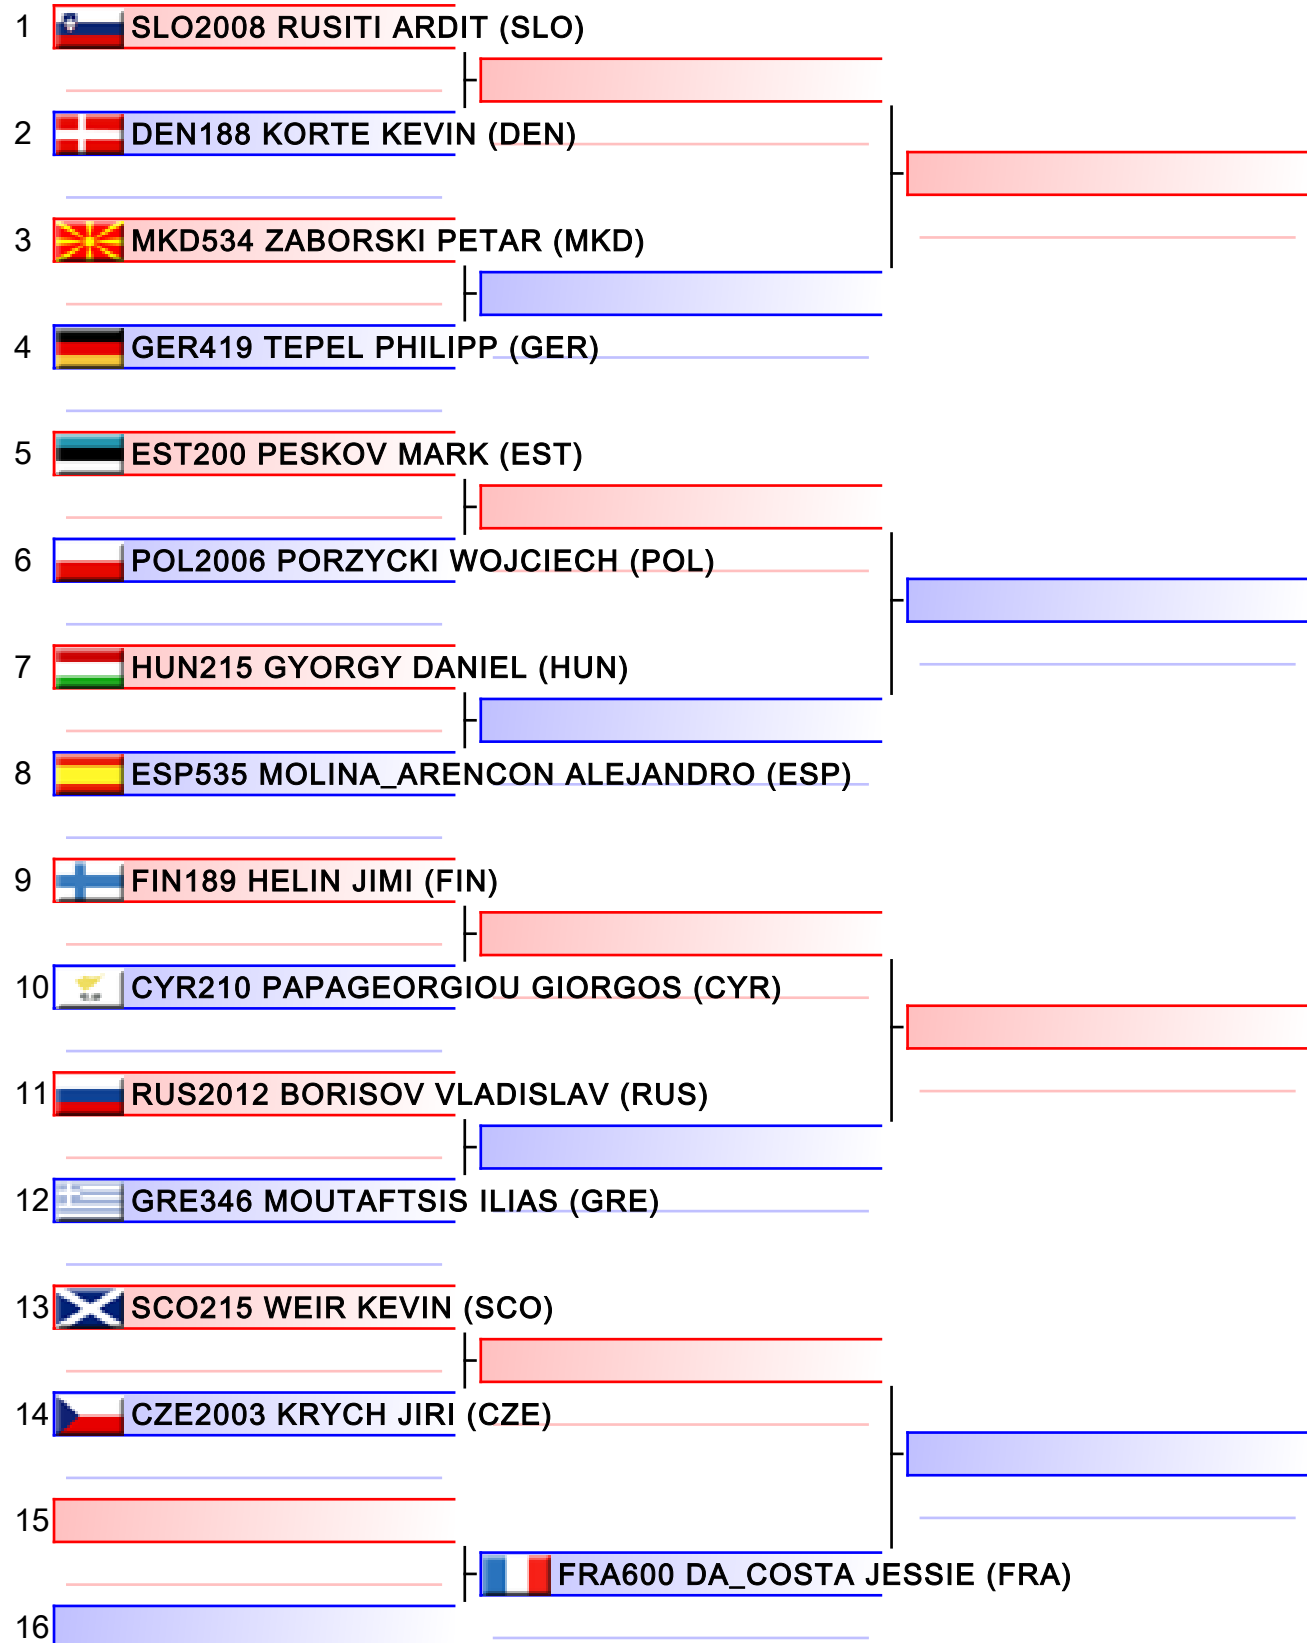 1 SLO2008 RUSITI ARDIT (SLO)
2 DEN188 KORTE KEVIN (DEN)
3 MKD534 ZABORSKI PETAR (MKD)
4 GER419 TEPEL PHILIPP (GER)
5 EST200 PESKOV MARK (EST)
6 POL2006 PORZYCKI WOJCIECH (POL)
7 HUN215 GYORGY DANIEL (HUN)
8 ESP535 MOLINA_ARENCON ALEJANDRO (ESP)
9 FIN189 HELIN JIMI (FIN)
10 CYR210 PAPAGEORGIOU GIORGOS (CYR)
11 RUS2012 BORISOV VLADISLAV (RUS)
12 GRE346 MOUTAFTSIS ILIAS (GRE)
13 SCO215 WEIR KEVIN (SCO)
14 CZE2003 KRYCH JIRI (CZE)
15
FRA600 DA_COSTA JESSIE (FRA)
16